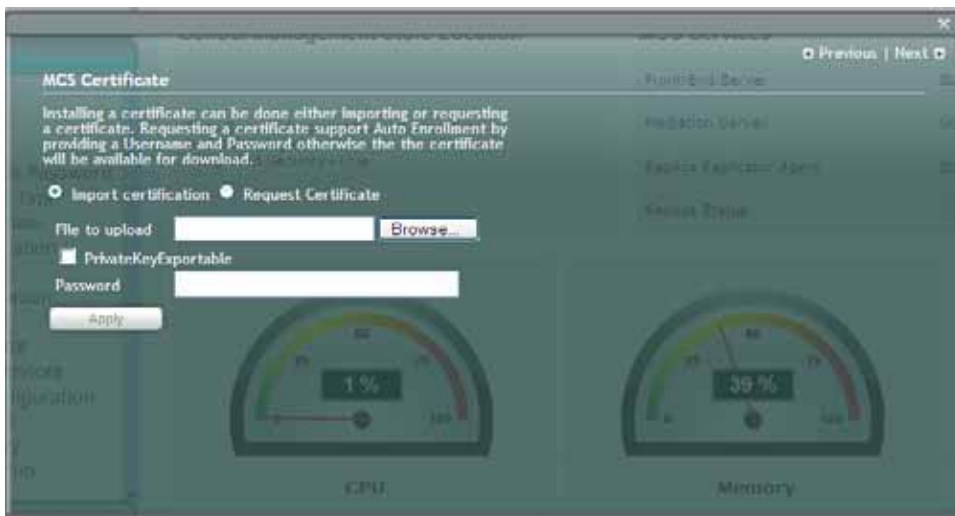 Previous | Next
MCS Certificate
Installing a certificate can be done either importing or requesting
a certificate. Requesting a certificate support Auto Enrollment by
providing a Username and Password otherwise the the certificate
will be available for download.
Import certification Request Certificate
File to upload Browse...
PrivateKeyExportable
Password
Apply
Front-End Server
Mediation Server
Replica Replicator Agent
1 %
39 %
CPU
Memory